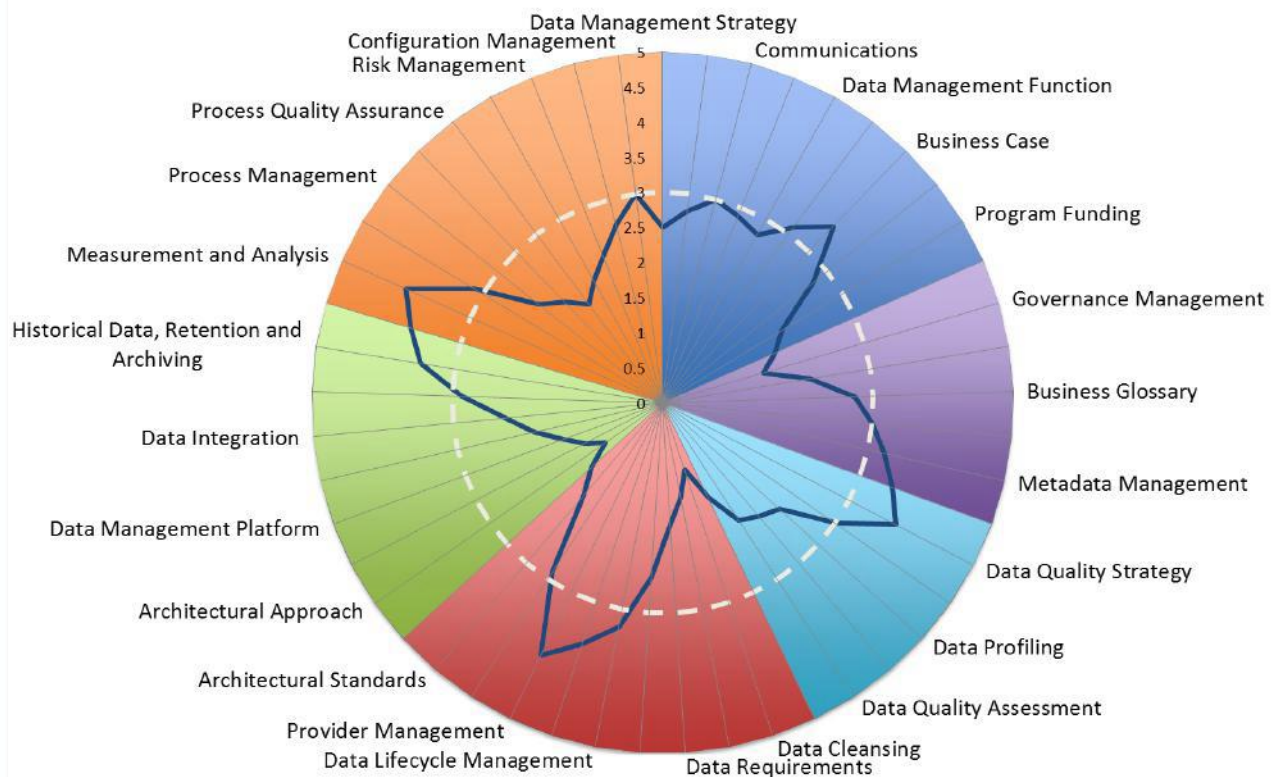 Data Management Strategy
Communications
Data Management Function
Business Case
Program Funding
Governance Management
Business Glossary
Metadata Management
Data Quality Strategy
Data Profiling
Data Quality Assessment
Data Cleansing
Data Requirements
Data Lifecycle Management
Provider Management
Architectural Standards
Architectural Approach
Data Management Platform
Data Integration
Historical Data, Retention and
Archiving
Measurement and Analysis
Process Management
Process Quality Assurance
Risk Management
Configuration Management
5
4.5
4
3.5
3
2.5
2
1.5
1
0.5
0